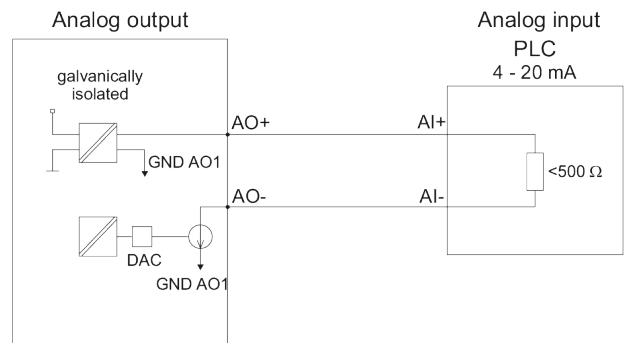 Analog output
Analog input
PLC
4 - 20 mA
galvanically
isolated
AO+
AI+
GND AO1
<500 Ω
AO-
AI-
DAC
GND AO1